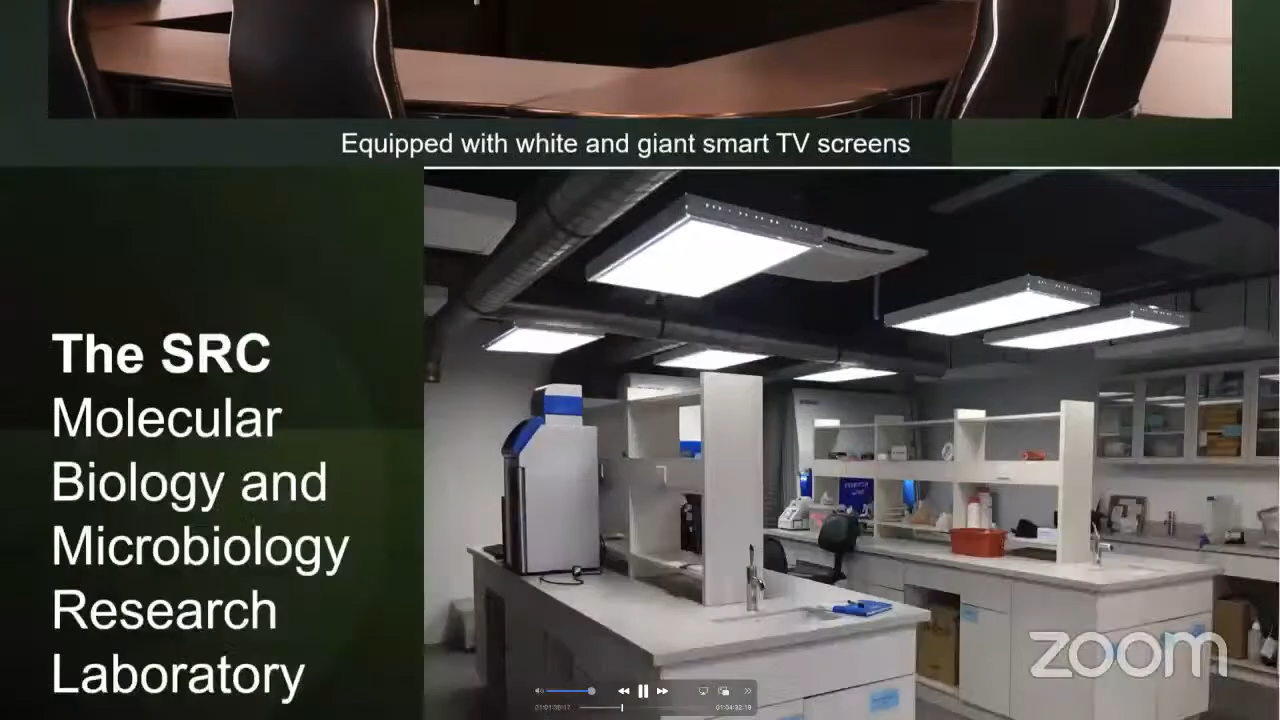 Equipped with white and giant smart TV screens
The SRC
Molecular
Biology and
Microbiology
Research
Laboratory
zoom